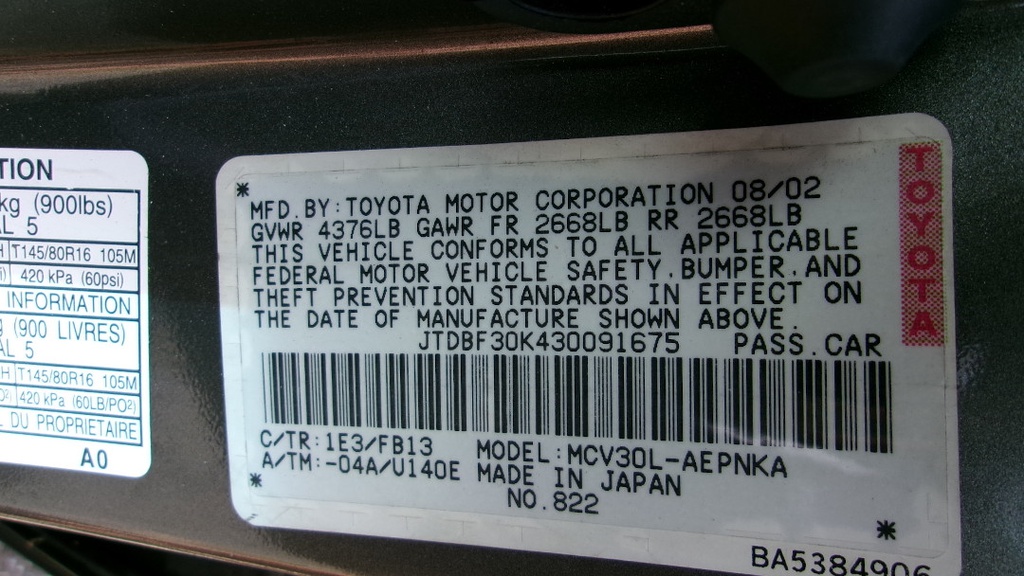 TION
kg (900lbs)
AL 5
T145/80R16 105M
420 kPa (60psi)
INFORMATION
(900 LIVRES)
AL 5
T145/80R16 105M
420 kPa (60LB/PO²)
DU PROPRIETAIRE
A0
* MFD.BY:TOYOTA MOTOR CORPORATION 08/02
GVWR 4376LB GAWR FR 2668LB RR 2668LB
THIS VEHICLE CONFORMS TO ALL APPLICABLE
FEDERAL MOTOR VEHICLE SAFETY.BUMPER.AND
THEFT PREVENTION STANDARDS IN EFFECT ON
THE DATE OF MANUFACTURE SHOWN ABOVE.
JTDBF30K430091675 PASS.CAR
C/TR:1E3/FB13 MODEL:MCV30L-AEPNKA
A/TM:-04A/U140E MADE IN JAPAN
* NO.822 *
BA5384906
TOYOTA